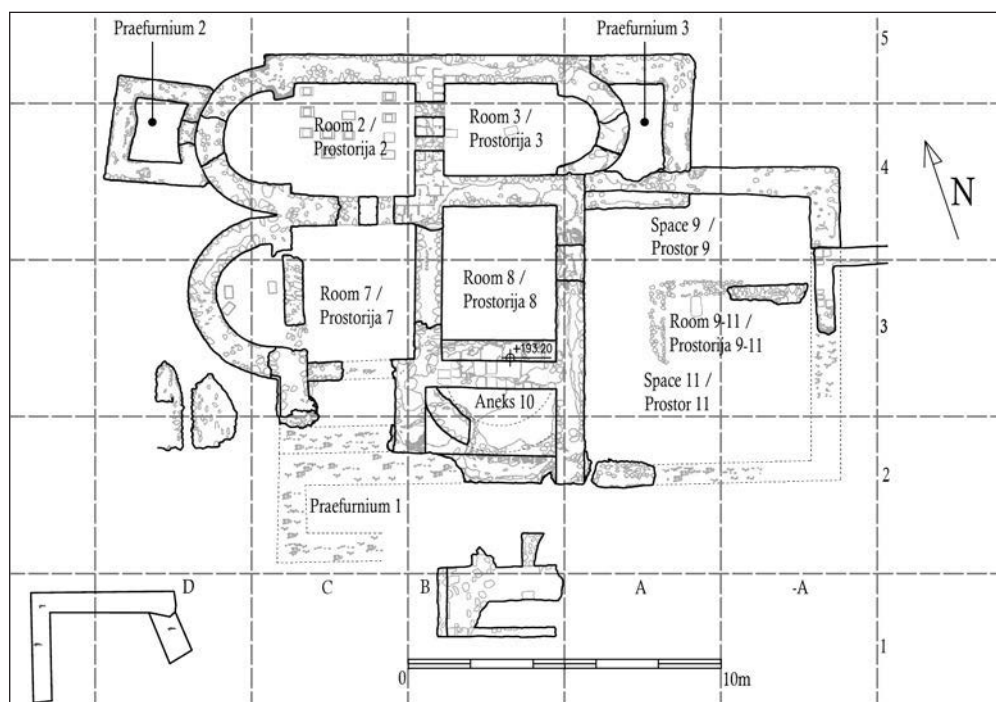 Praefurnium 2
Praefurnium 3
5
Room 2 /
Prostorija 2
Room 3 /
Prostorija 3
4
N
Space 9 /
Prostor 9
Room 7 /
Prostorija 7
Room 8 /
Prostorija 8
3
Room 9-11 /
Prostorija 9-11
+193.20
Space 11 /
Prostor 11
Aneks 10
2
Praefurnium 1
D
C
B
A
-A
1
0
10m